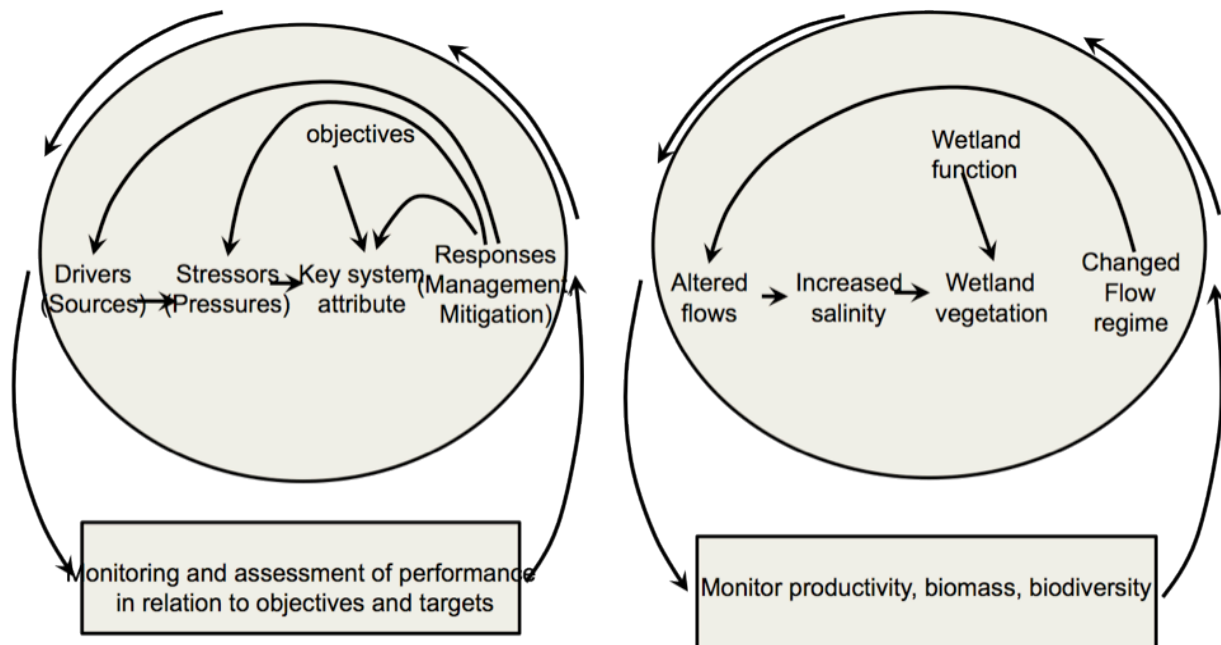 objectives
Drivers
(Sources)
Stressors
(Pressures)
Key system
attribute
Responses
(Management,
Mitigation)
Monitoring and assessment of performance
in relation to objectives and targets
Wetland
function
Altered
flows
Increased
salinity
Wetland
vegetation
Changed
Flow
regime
Monitor productivity, biomass, biodiversity